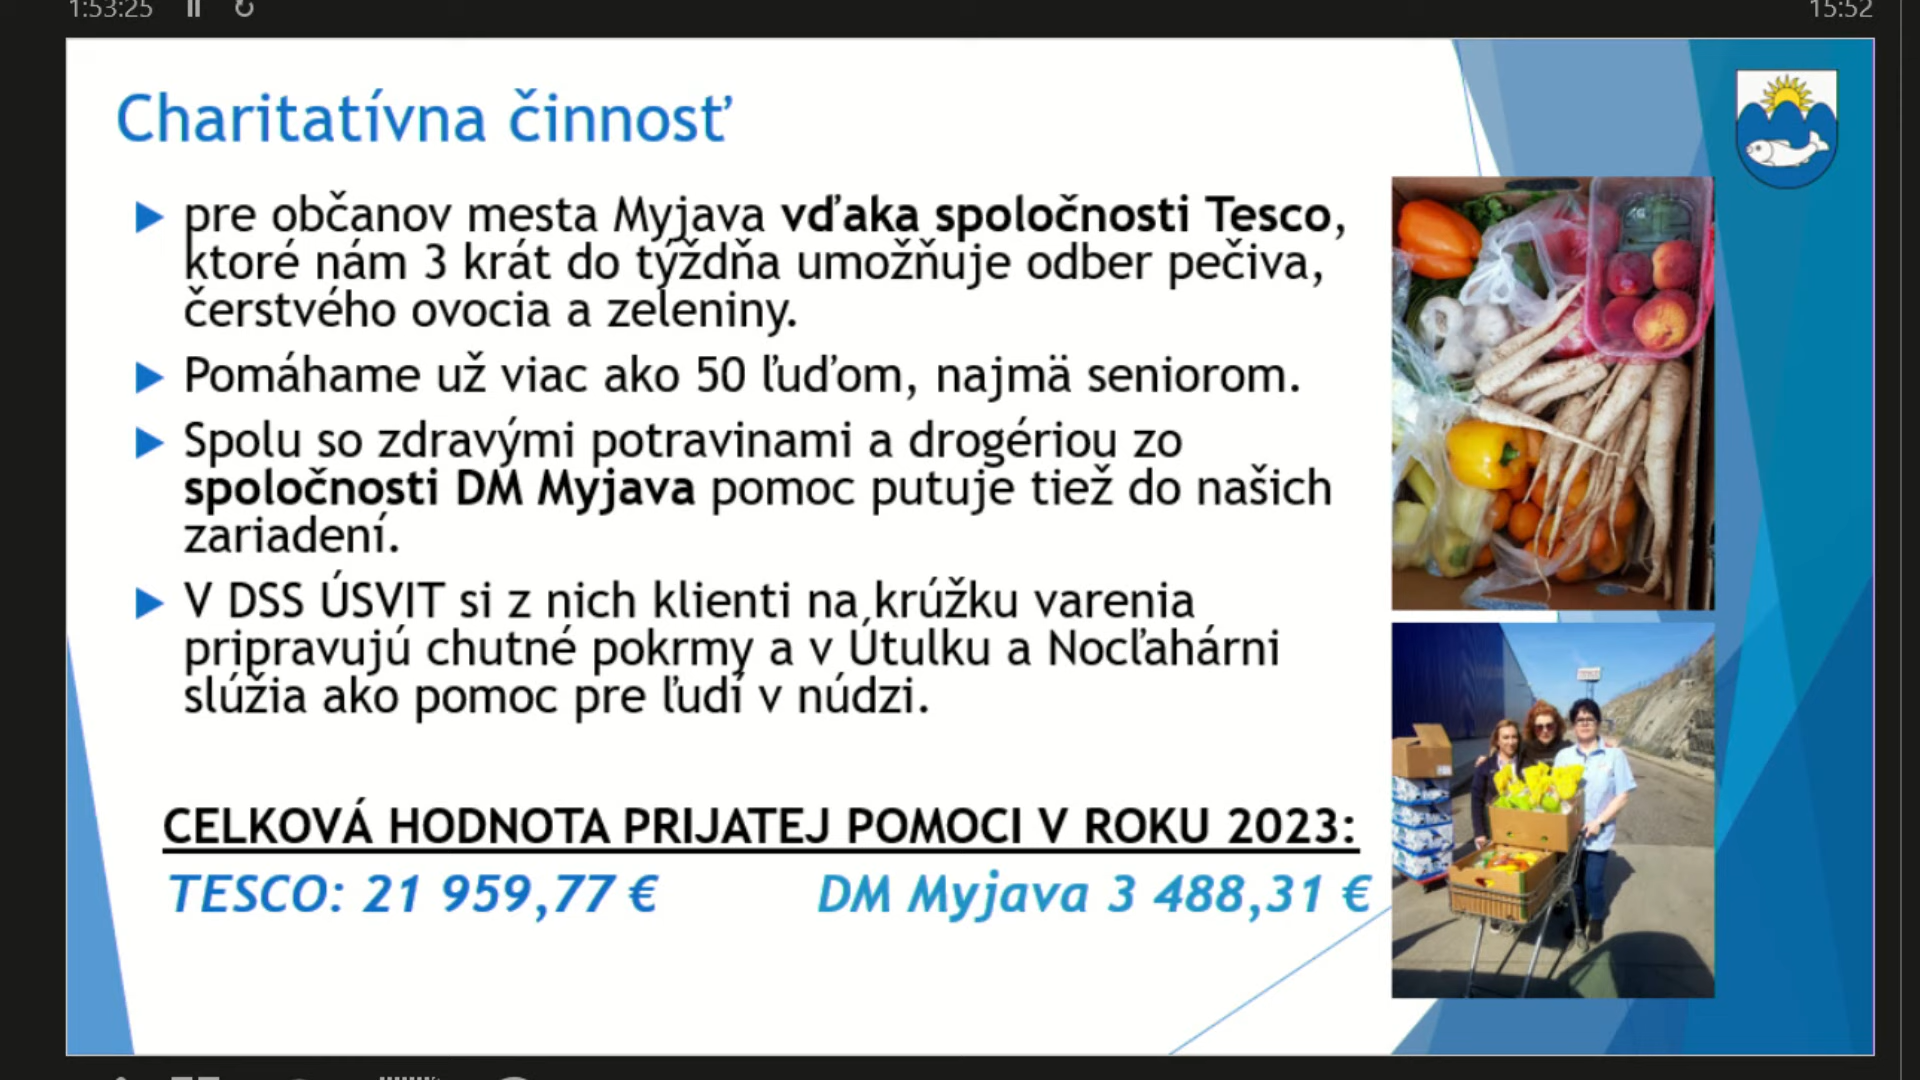 1:53:25
15:52
Charitatívna činnosť
pre občanov mesta Myjava vďaka spoločnosti Tesco,
ktoré nám 3 krát do týždňa umožňuje odber pečiva,
čerstvého ovocia a zeleniny.
Pomáhame už viac ako 50 ľuďom, najmä seniorom.
Spolu so zdravými potravinami a drogériou zo
spoločnosti DM Myjava pomoc putuje tiež do našich
zariadení.
V DSS ÚSVIT si z nich klienti na krúžku varenia
pripravujú chutné pokrmy a v Útulku a Nocľahárni
slúžia ako pomoc pre ľudí v núdzi.
CELKOVÁ HODNOTA PRIJATEJ POMOCI V ROKU 2023:
TESCO: 21 959,77 € DM Myjava 3 488,31 €